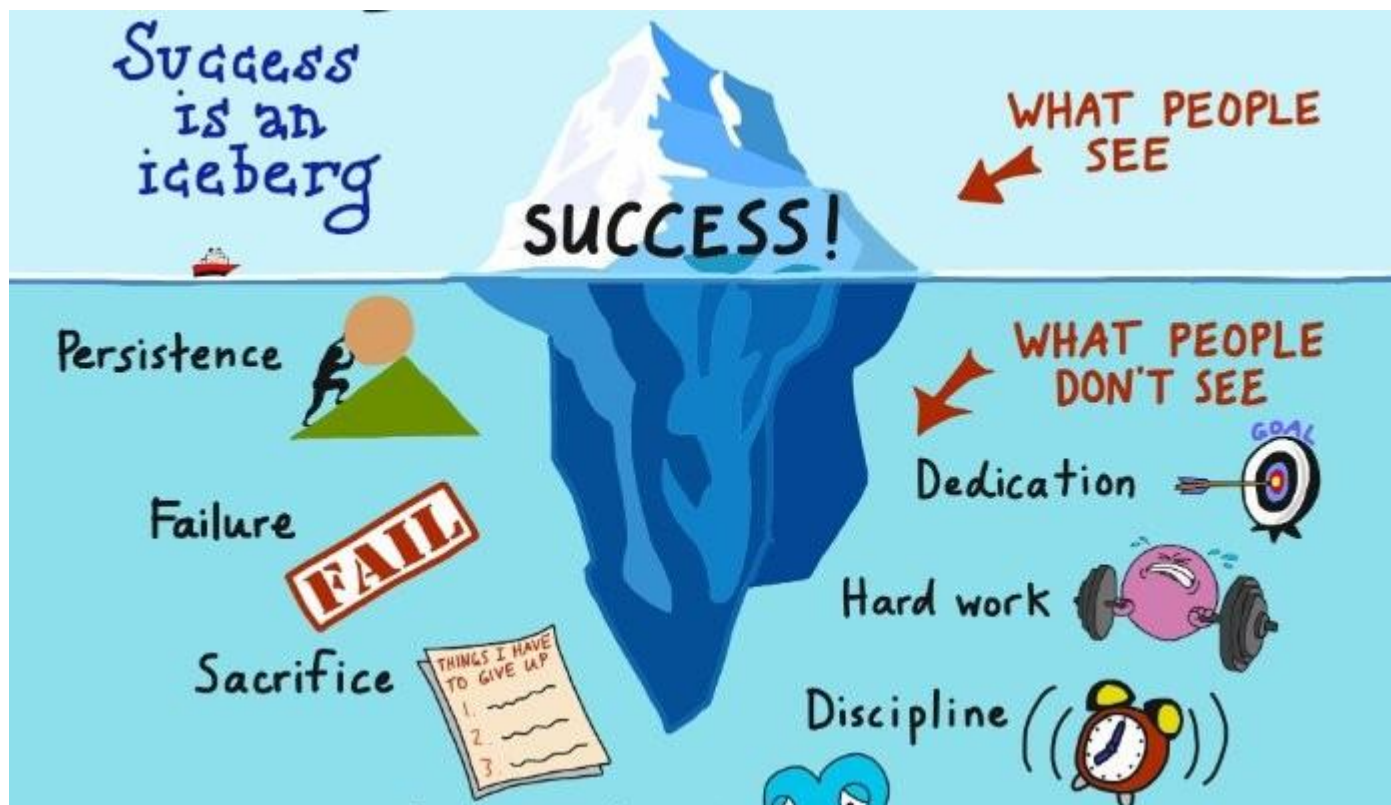 Success
is an
iceberg
WHAT PEOPLE
SEE
SUCCESS!
WHAT PEOPLE
DON'T SEE
Persistence
GOAL
Dedication
Failure
FAIL
Hard work
Sacrifice
THINGS I HAVE
TO GIVE UP
1.
2.
3.
Discipline